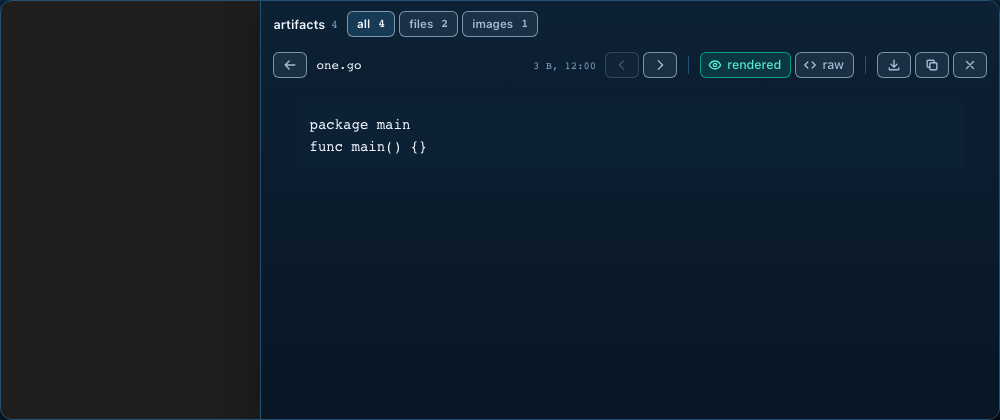 artifacts 4 all 4 files 2 images 1
one.go 3 B, 12:00 rendered raw
package main
func main() {}